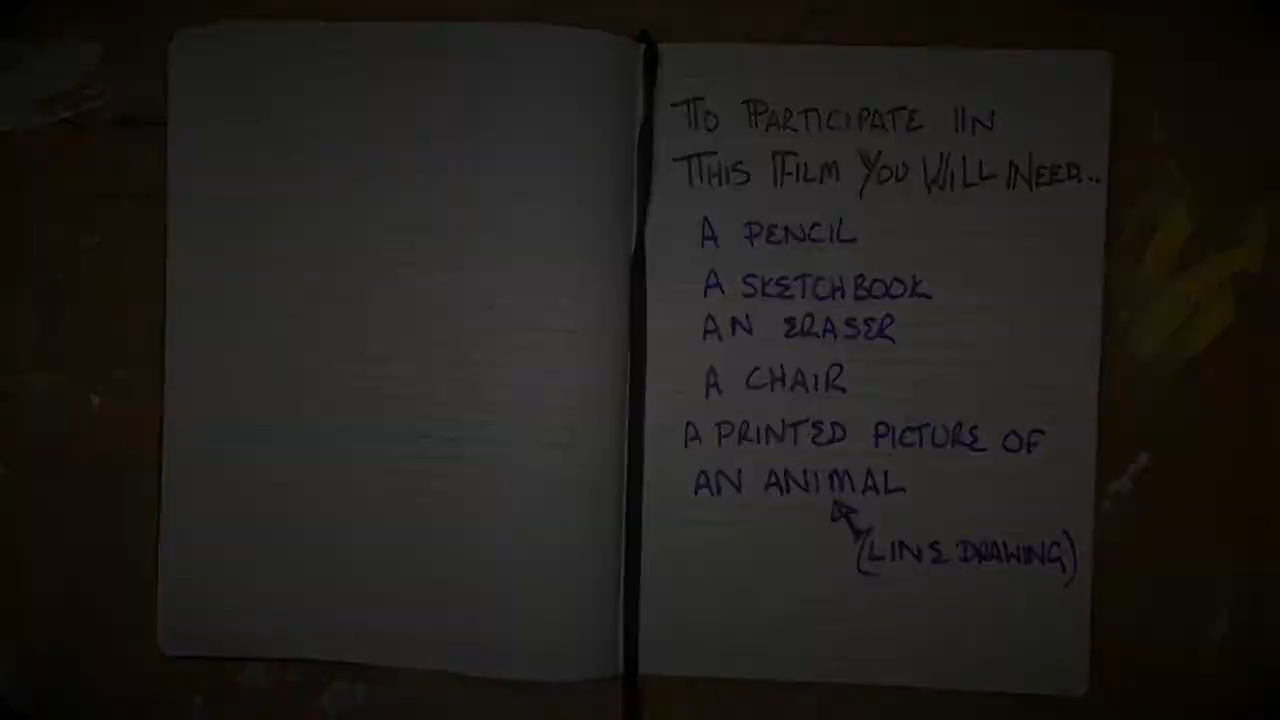 TO PARTICIPATE IN
THIS FILM YOU WILL NEED...
A PENCIL
A SKETCHBOOK
AN ERASER
A CHAIR
A PRINTED PICTURE OF
AN ANIMAL
(LINE DRAWING)